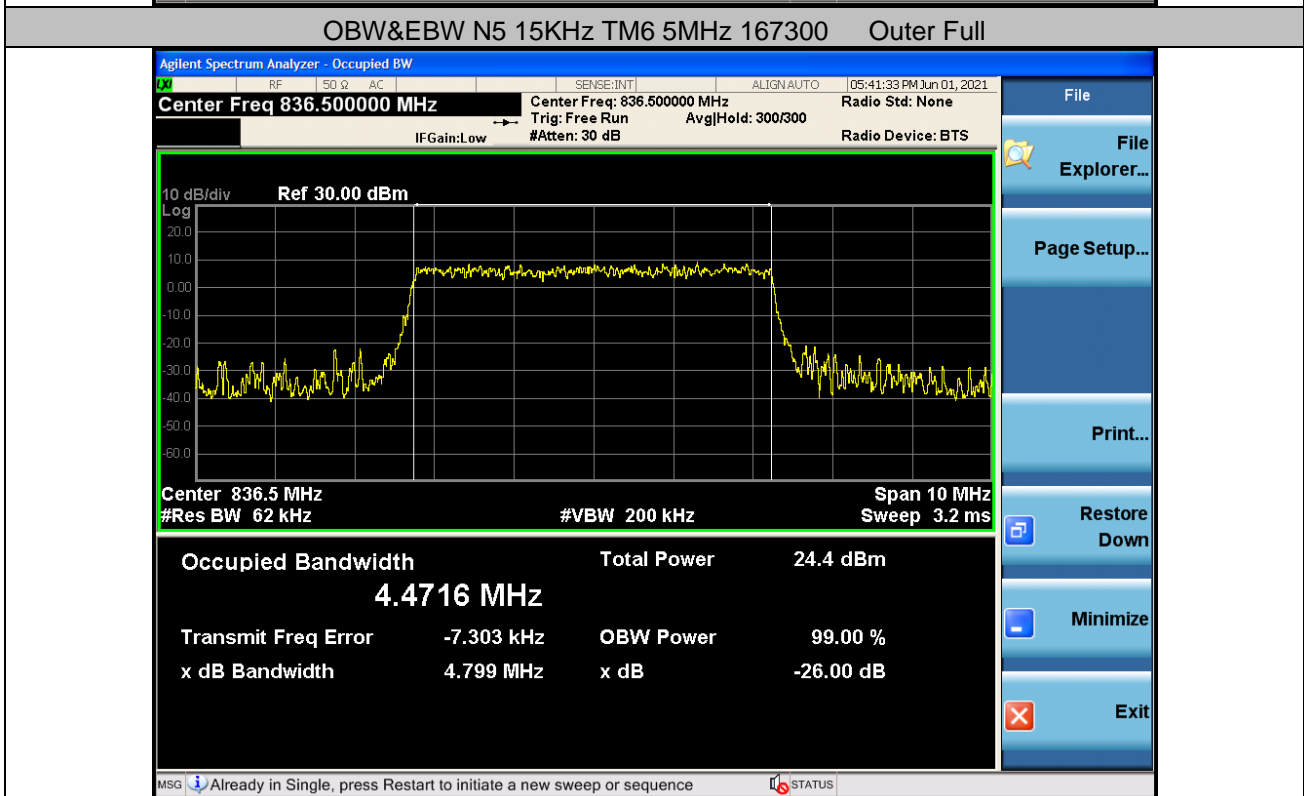 OBW&EBW N5 15KHz TM6 5MHz 167300 Outer Full
Agilent Spectrum Analyzer - Occupied BW
LXI RF 50 Ω AC SENSE:INT ALIGN AUTO 05:41:33 PM Jun 01, 2021
Center Freq 836.500000 MHz
Center Freq: 836.500000 MHz
Radio Std: None
Trig: Free Run Avg|Hold: 300/300
IFGain:Low
#Atten: 30 dB
Radio Device: BTS
10 dB/div Ref 30.00 dBm
Log
20.0
10.0
0.00
-10.0
-20.0
-30.0
-40.0
-50.0
-60.0
Center 836.5 MHz
Span 10 MHz
#Res BW 62 kHz
#VBW 200 kHz
Sweep 3.2 ms
Occupied Bandwidth
Total Power 24.4 dBm
4.4716 MHz
Transmit Freq Error -7.303 kHz
OBW Power 99.00 %
x dB Bandwidth 4.799 MHz
x dB -26.00 dB
File
File
Explorer...
Page Setup...
Print...
Restore
Down
Minimize
Exit
MSG Already in Single, press Restart to initiate a new sweep or sequence
STATUS